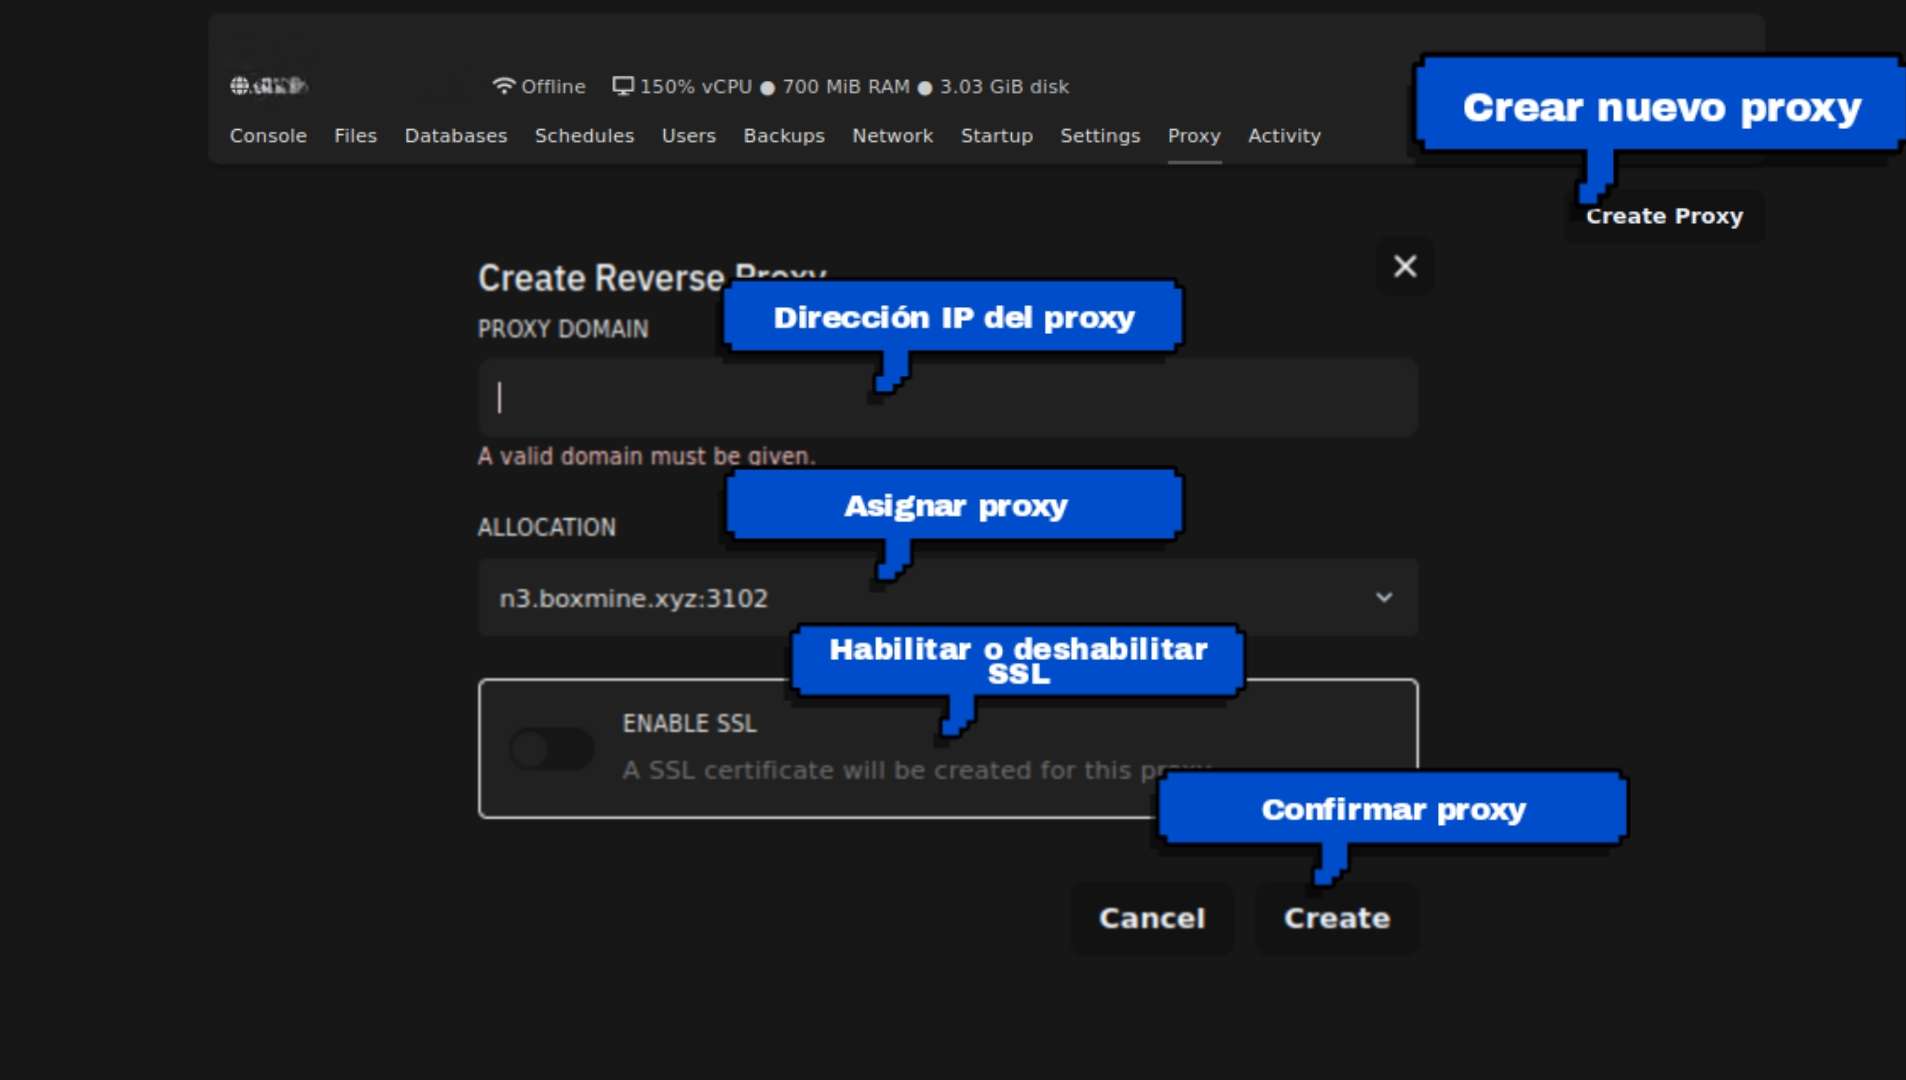 Offline 150% vCPU ● 700 MiB RAM ● 3.03 GiB disk
Crear nuevo proxy
Console Files Databases Schedules Users Backups Network Startup Settings Proxy Activity
Create Proxy
Create Reverse Proxy
Dirección IP del proxy
PROXY DOMAIN
A valid domain must be given.
Asignar proxy
ALLOCATION
n3.boxmine.xyz:3102
Habilitar o deshabilitar
SSL
ENABLE SSL
A SSL certificate will be created for this proxy
Confirmar proxy
Cancel Create